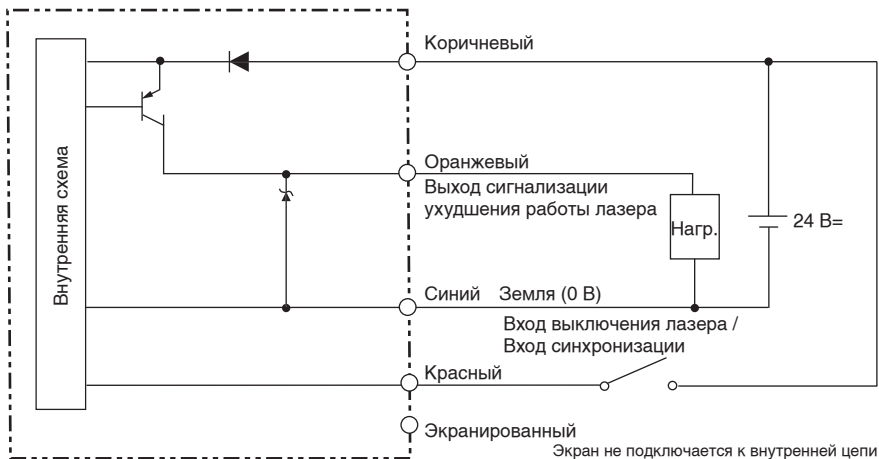 Коричневый
Внутренняя схема
Оранжевый
Выход сигнализации
ухудшения работы лазера
Нагр.
24 В=
Синий Земля (0 В)
Вход выключения лазера /
Вход синхронизации
Красный
Экранированный
Экран не подключается к внутренней цепи